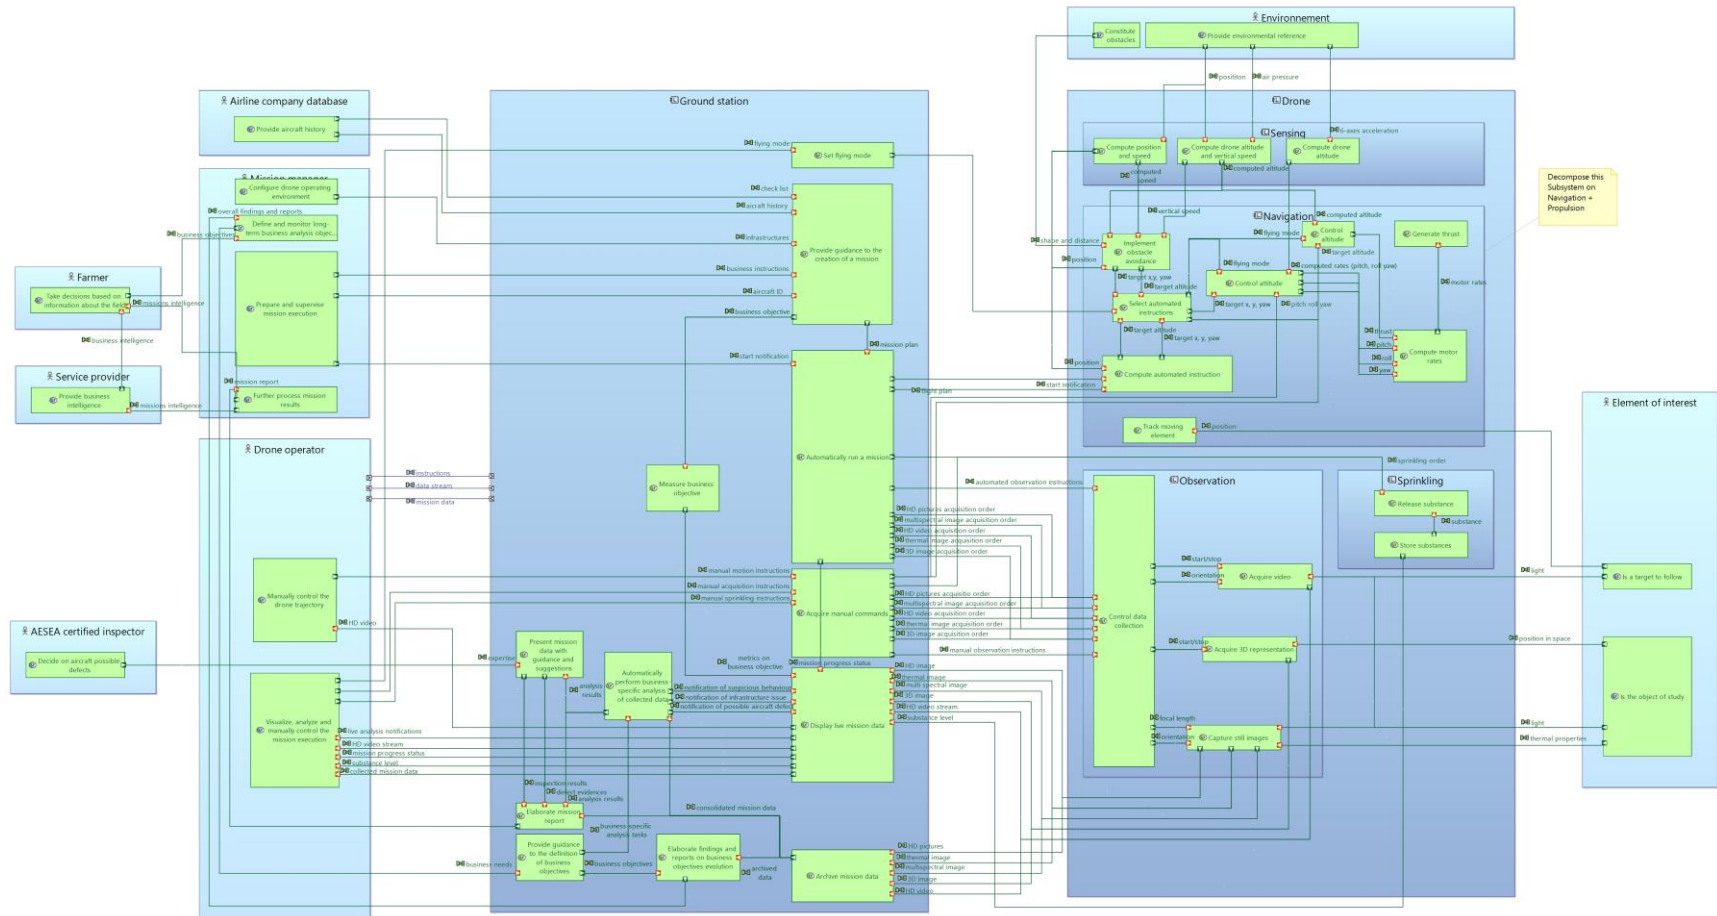 Environnement
Constitute
obstacles
Provide environmental reference
position
air pressure
6-axes acceleration
Airline company database
Provide aircraft history
Mission manager
Configure drone operating
environment
overall findings and reports
Define and monitor long-
term business analysis objec...
business objectives
Prepare and supervise
mission execution
start notification
mission report
Further process mission
results
Farmer
Take decisions based on
information about the field
missions intelligence
business intelligence
Service provider
Provide business
intelligence
missions intelligence
Drone operator
instructions
data stream
mission data
Manually control the
drone trajectory
HD video
Visualize, analyze and
manually control the
mission execution
live analysis notifications
HD video stream
mission progress status
substance level
collected mission data
AESEA certified inspector
Decide on aircraft possible
defects
expertise
Ground station
flying mode
Set flying mode
check list
aicraft history
Infrastructures
business instructions
aircraft ID
business objective
Provide guidance to the
creation of a mission
mission plan
Automatically run a mission
Measure business
objective
manual motion instructions
manual acquisition instructions
manual sprinkling instructions
Acquire manual commands
HD pictures acquisition order
multispectral image acquisition order
HD video acquisition order
thermal image acquisition order
3D image acquisition order
HD pictures acquisitio order
multispectral image acquisition order
HD video acquisition order
thermal image acquisition order
3D image acquisition order
automated observation instructions
manual observation instructions
Present mission
data with
guidance and
suggestions
analysis
results
Automatically
perform business-
specific analysis
of collected data
metrics on
business objective
mission progress status
notification of suspicious behaviour
notification of infrastructure issue
notification of possible aircraft defec
Display live mission data
HD image
thermal image
multi spectral image
3D image
HD video stream
substance level
inspection results
defect evidences
analysis results
Elaborate mission
report
consolidated mission data
business-specific
analysis tasks
Provide guidance
to the definition
of business
objectives
business needs
business objectives
Elaborate findings and
reports on business
objectives evolution
archived
data
Archive mission data
HD pictures
thermal image
multispectral image
3D image
HD video
Drone
Sensing
Compute position
and speed
Compute drone altitude
and vertical speed
Compute drone
attitude
computed
speed
computed altitude
Navigation
vertical speed
shape and distance
position
Implement
obstacle
avoidance
target x,y, yaw
target altitude
Select automated
instructions
target altitude
target x, y, yaw
position
Compute automated instruction
start notification
flight plan
computed altitude
flying mode
Control
altitude
target altitude
flying mode
computed rates (pitch, roll yaw)
Control attitude
target x, y, yaw
pitch roll yaw
Generate thrust
motor rates
thrust
pitch
roll
yaw
Compute motor
rates
Track moving
element
position
Decompose this
Subsystem on
Navigation +
Propulsion
sprinkling order
Observation
Control data
collection
start/stop
orientation
Acquire video
start/stop
Acquire 3D representation
focal length
orientation
Capture still images
Sprinkling
Release substance
substance
Store substances
Element of interest
light
Is a target to follow
position in space
Is the object of study
light
thermal properties